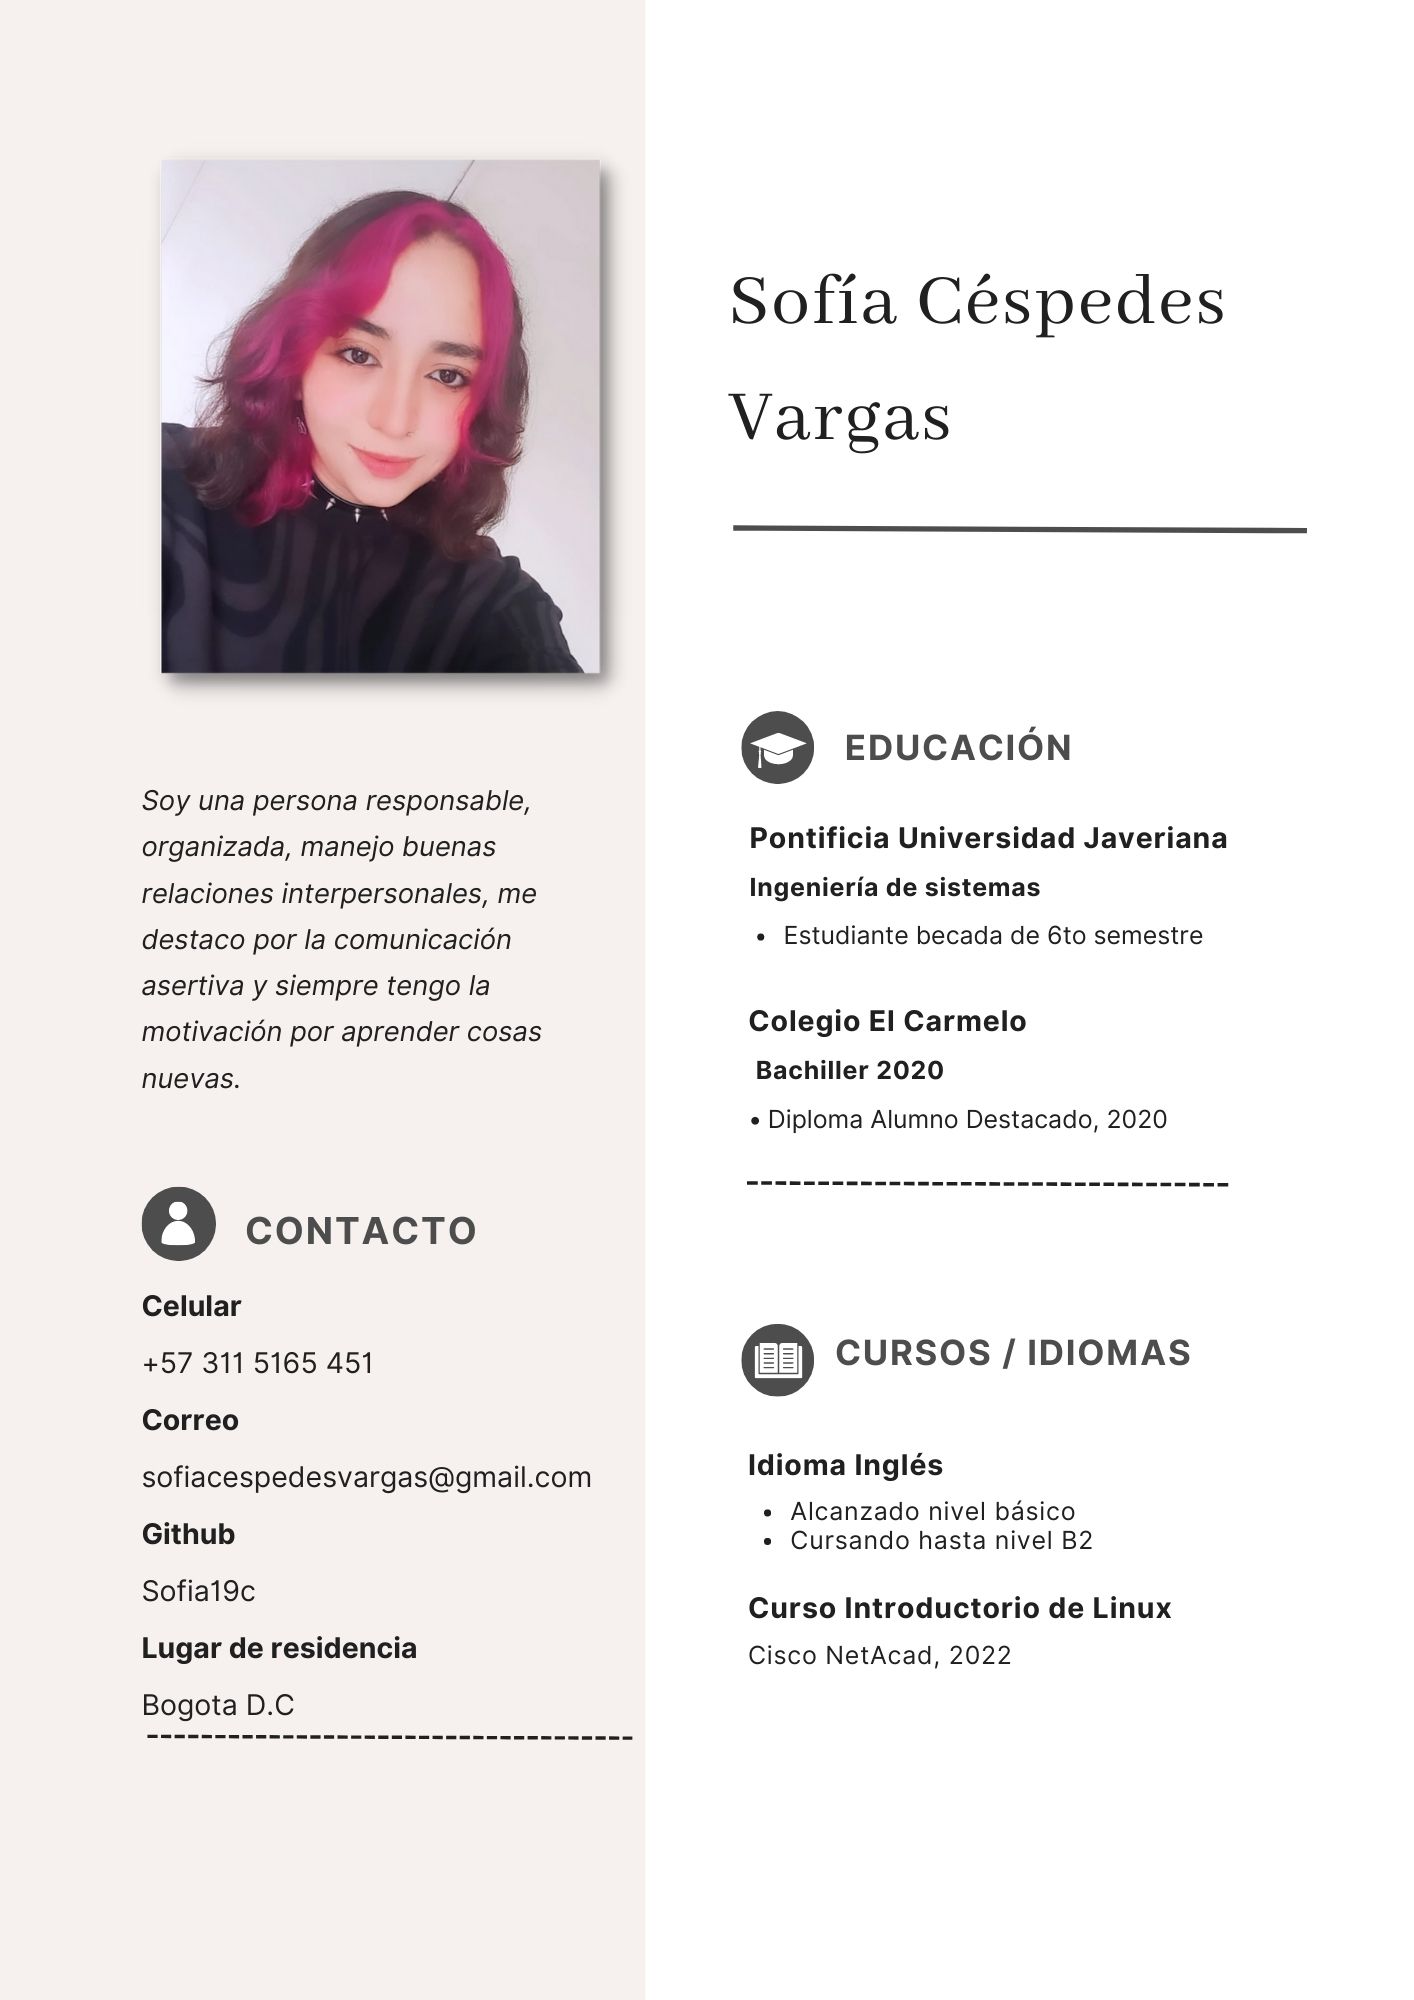 Sofía Céspedes
Vargas
Soy una persona responsable,
organizada, manejo buenas
relaciones interpersonales, me
destaco por la comunicación
asertiva y siempre tengo la
motivación por aprender cosas
nuevas.
CONTACTO
Celular
+57 311 5165 451
Correo
sofiacespedesvargas@gmail.com
Github
Sofia19c
Lugar de residencia
Bogota D.C
EDUCACIÓN
Pontificia Universidad Javeriana
Ingeniería de sistemas
• Estudiante becada de 6to semestre
Colegio El Carmelo
Bachiller 2020
• Diploma Alumno Destacado, 2020
CURSOS / IDIOMAS
Idioma Inglés
• Alcanzado nivel básico
• Cursando hasta nivel B2
Curso Introductorio de Linux
Cisco NetAcad, 2022